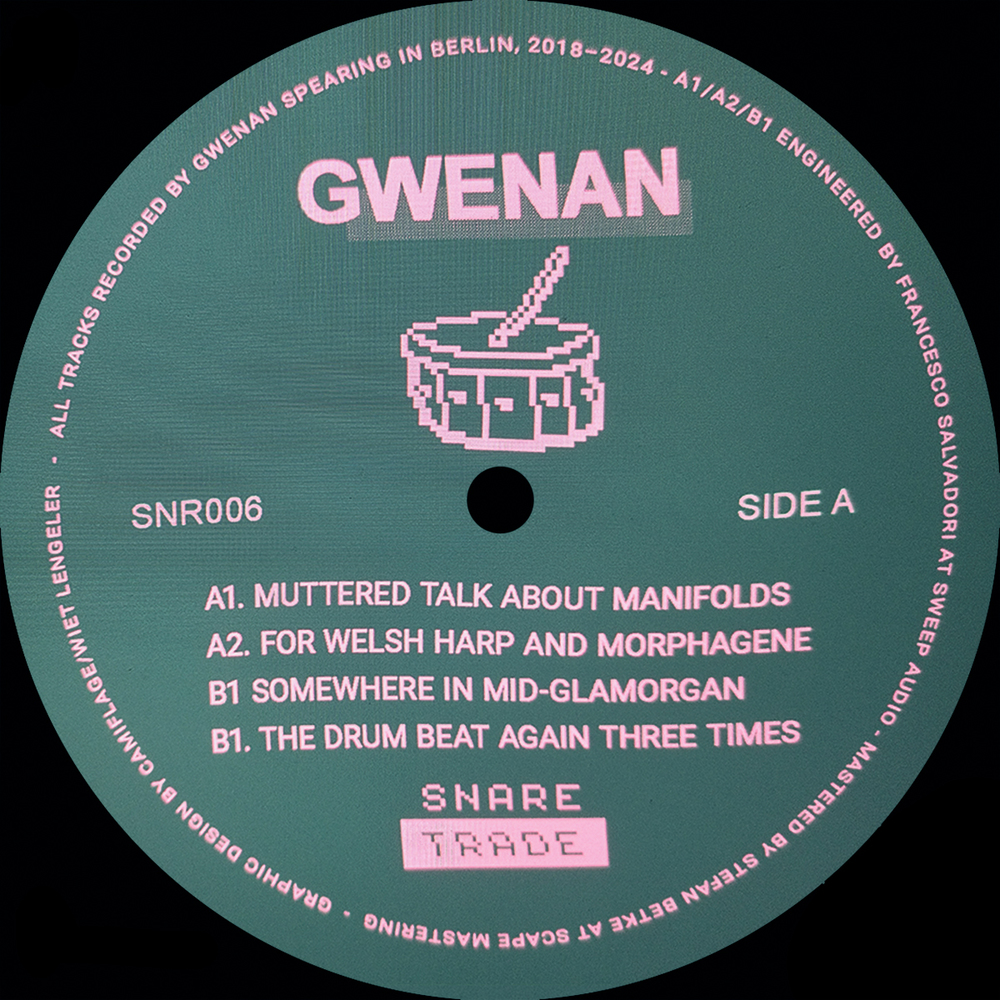 ALL TRACKS RECORDED BY GWENAN SPEARING IN BERLIN, 2018-2024 - A1/A2/B1 ENGINEERED BY FRANCESCO SALVADORI AT SWEEP AUDIO - MASTERED BY STEFAN BETKE AT SCAPE MASTERING - GRAPHIC DESIGN BY CAMIFLAGE/WIET LENGELER -
GWENAN
SNR006
SIDE A
A1. MUTTERED TALK ABOUT MANIFOLDS
A2. FOR WELSH HARP AND MORPHAGENE
B1 SOMEWHERE IN MID-GLAMORGAN
B1. THE DRUM BEAT AGAIN THREE TIMES
SNARE
TRADE